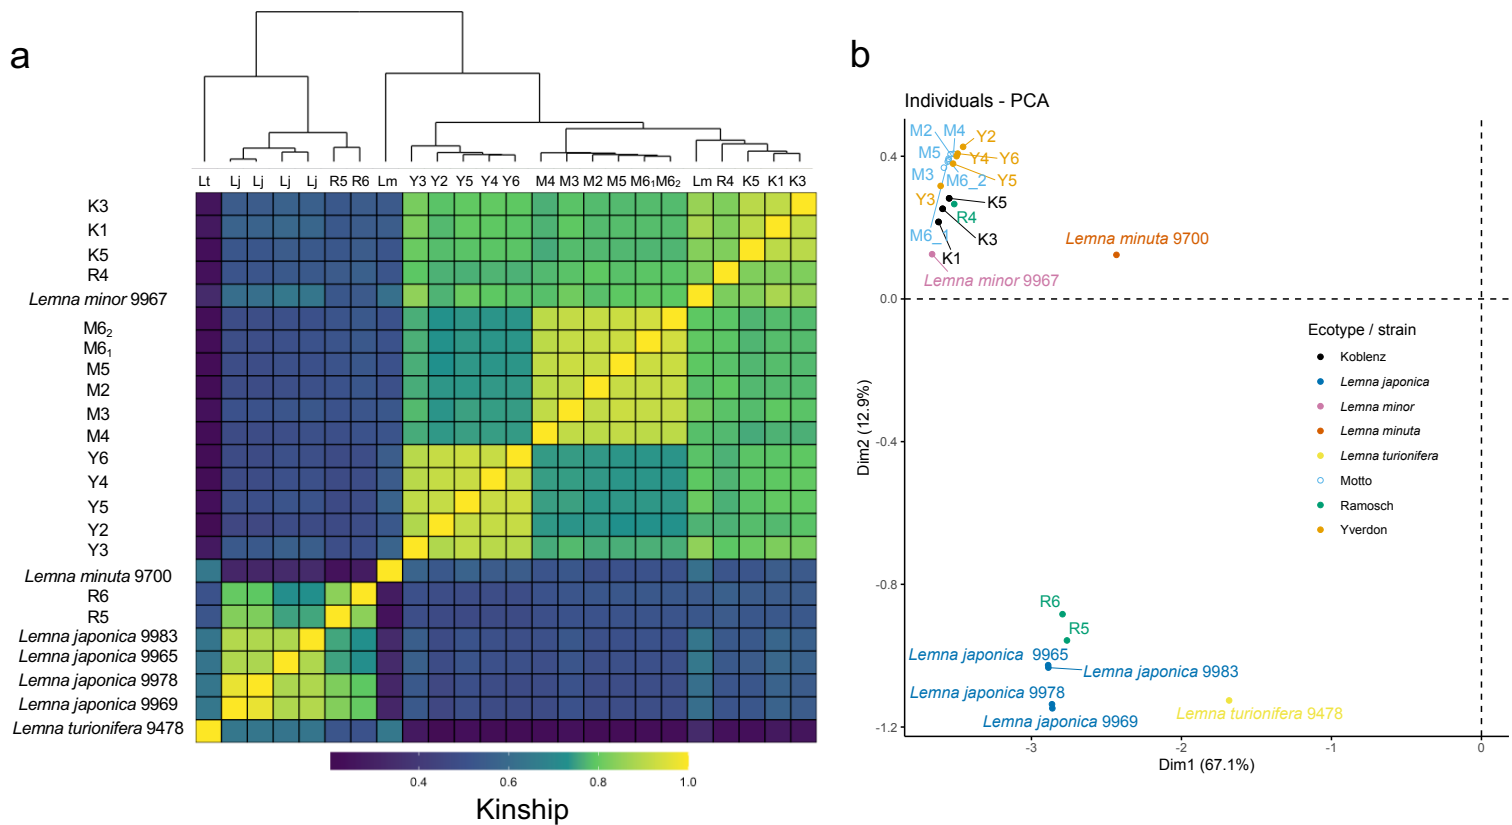 a
Lt Lj Lj Lj Lj R5 R6 Lm Y3 Y2 Y5 Y4 Y6 M4 M3 M2 M5 M6₁ M6₂ Lm R4 K5 K1 K3
K3
K1
K5
R4
Lemna minor 9967
M6₂
M6₁
M5
M2
M3
M4
Y6
Y4
Y5
Y2
Y3
Lemna minuta 9700
R6
R5
Lemna japonica 9983
Lemna japonica 9965
Lemna japonica 9978
Lemna japonica 9969
Lemna turionifera 9478
0.4 0.6 0.8 1.0
Kinship
b
Individuals - PCA
M2 M4 Y2
M5 Y4 Y6
M3 M6_2 Y5
Y3 K5
R4
M6_1 K3
K1
Lemna minuta 9700
Lemna minor 9967
Ecotype / strain
Koblenz
Lemna japonica
Lemna minor
Lemna minuta
Lemna turionifera
Motto
Ramosch
Yverdon
R6
R5
Lemna japonica 9965
Lemna japonica 9983
Lemna japonica 9978
Lemna japonica 9969
Lemna turionifera 9478
0.4
0.0
-0.4
-0.8
-1.2
Dim2 (12.9%)
-3 -2 -1 0
Dim1 (67.1%)